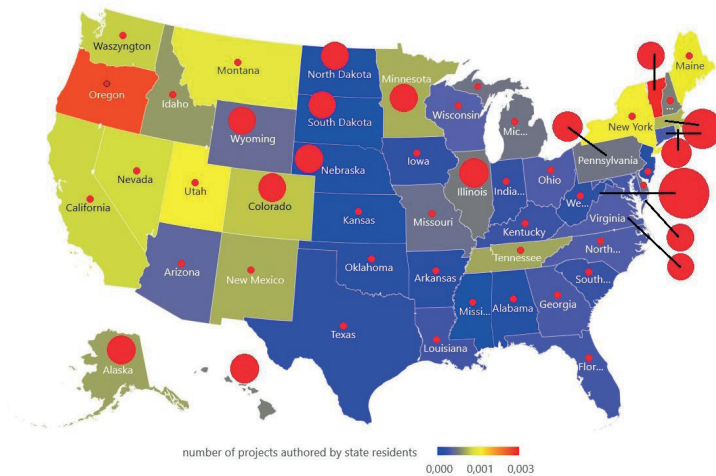 Waszyngton
Montana
North Dakota
Minnesota
Maine
Oregon
Idaho
South Dakota
Wisconsin
...
New York
Wyoming
Mic...
Nebraska
Iowa
Pennsylvania
Nevada
Utah
Colorado
Illinois
India...
Ohio
We...
California
Kansas
Missouri
Kentucky
Virginia
Arizona
New Mexico
Oklahoma
Arkansas
Tennessee
North...
South...
Texas
Missi...
Alabama
Georgia
Louisiana
Flor...
Alaska
number of projects authored by state residents
0,000 0,001 0,003